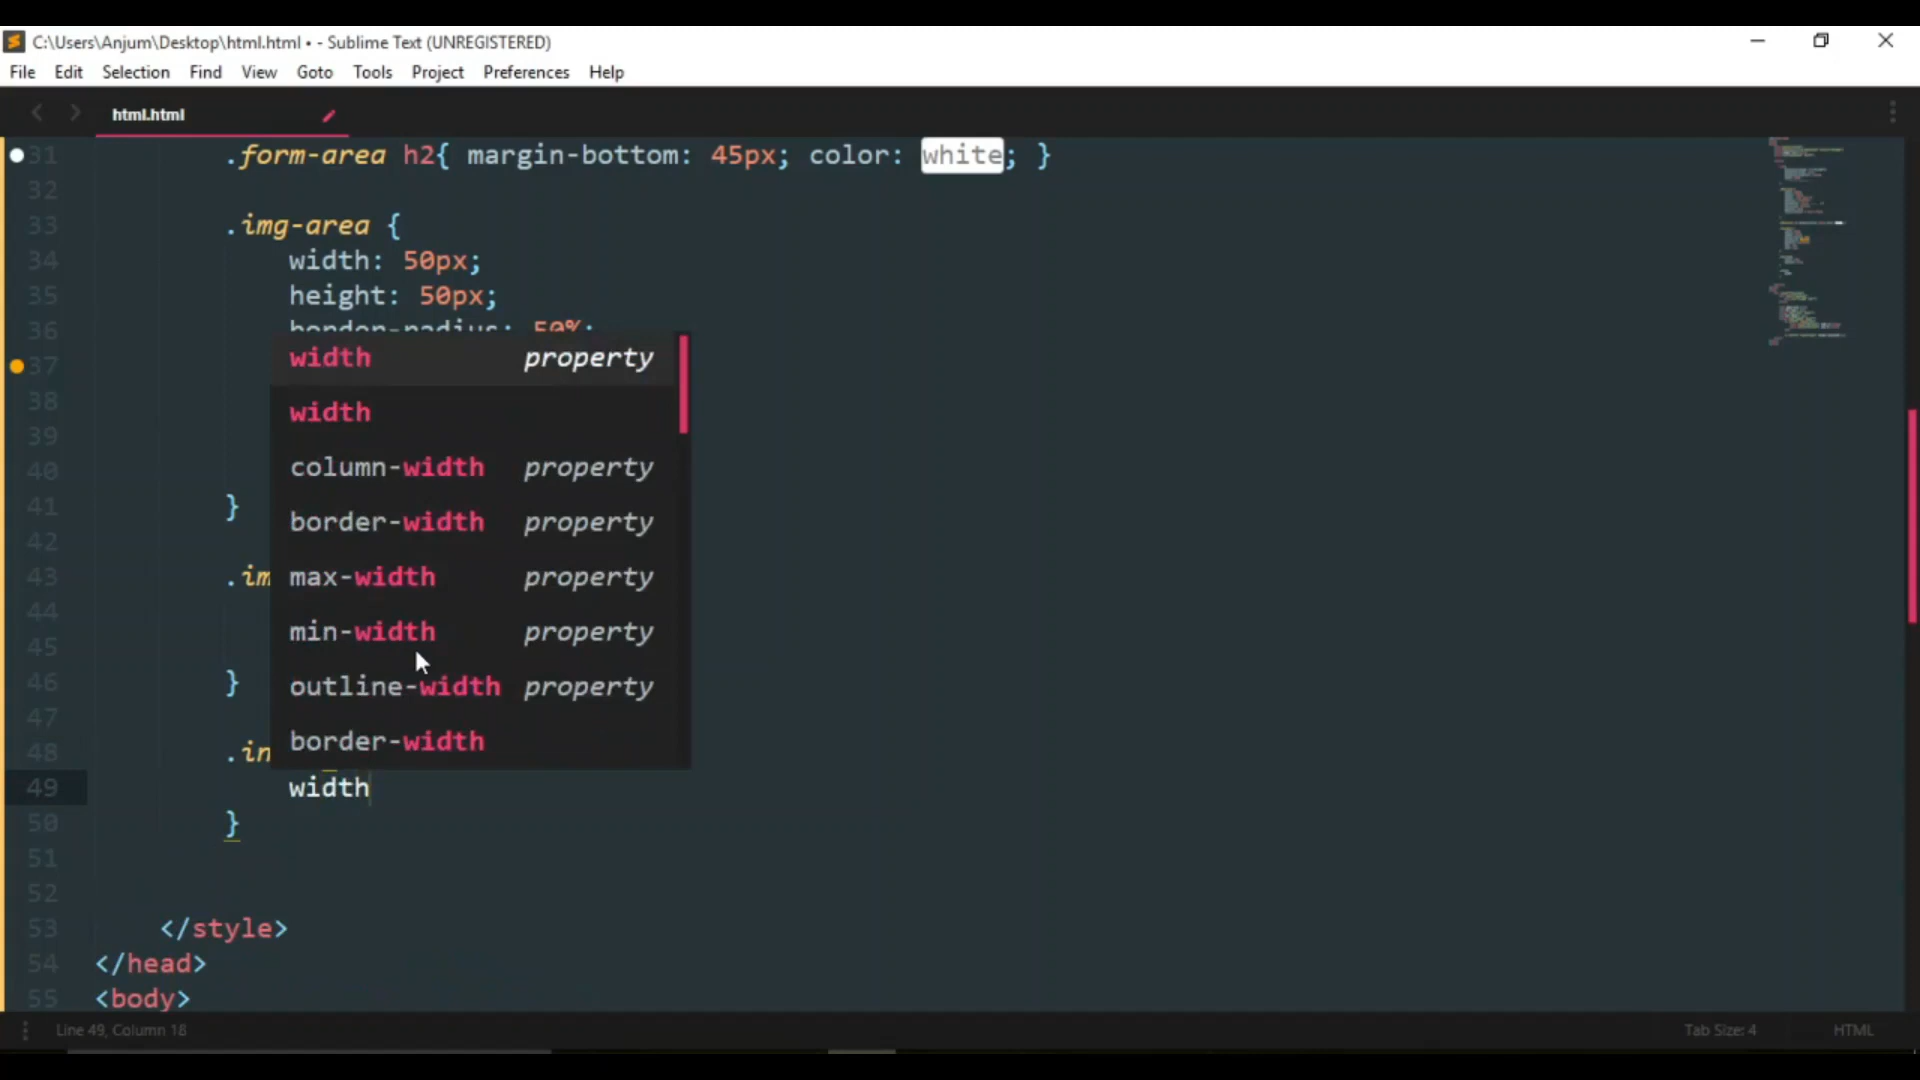 C:\Users\Anjum\Desktop\html.html • - Sublime Text (UNREGISTERED)
File Edit Selection Find View Goto Tools Project Preferences Help
html.html
31 .form-area h2{ margin-bottom: 45px; color: white; }
32
33 .img-area {
34 width: 50px;
35 height: 50px;
36 border-radius: 50%;
width property
37
width
38
39
column-width property
40
41 }
border-width property
42
43 .im
max-width property
44
min-width property
45
46 }
outline-width property
47
border-width
48 .in
49 width
50 }
51
52
53 </style>
54 </head>
55 <body>
Line 49, Column 18 Tab Size: 4 HTML